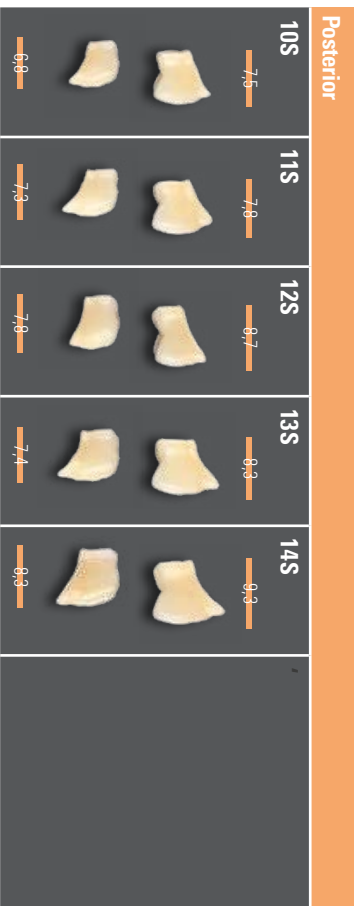 Posterior
10S
7,5
6,8
11S
7,8
7,3
12S
8,7
7,8
13S
8,3
7,4
14S
9,3
8,3